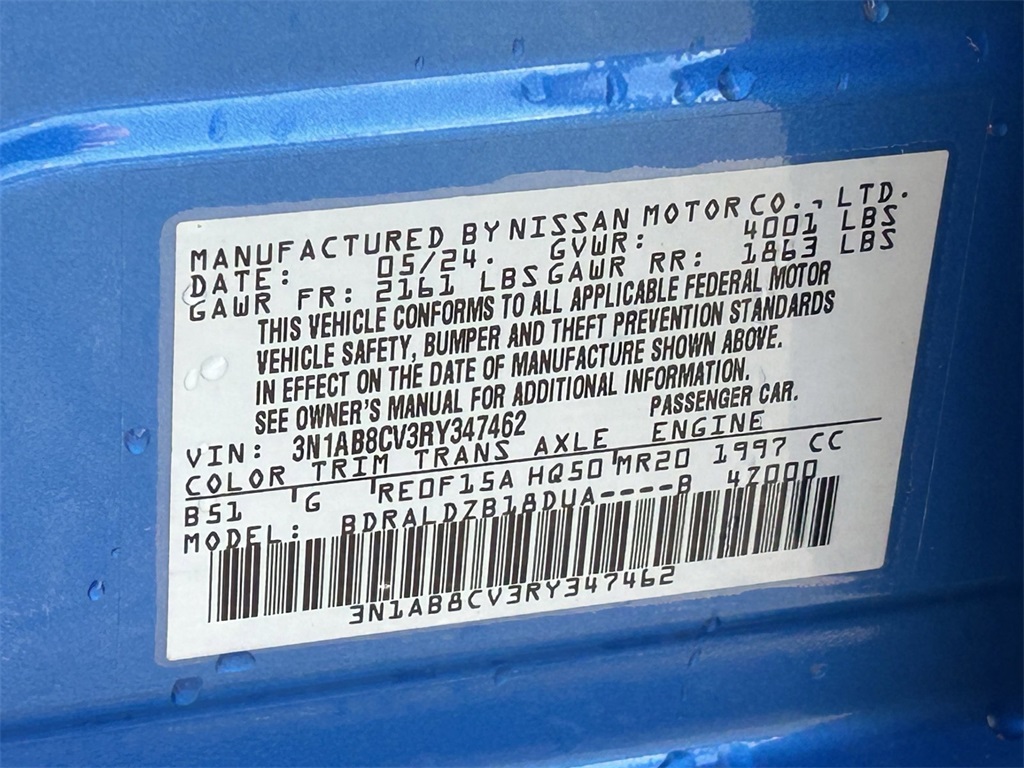 MANUFACTURED BY NISSAN MOTOR CO., LTD.
DATE: 05/24. GVWR: 4001 LBS
GAWR FR: 2161 LBS GAWR RR: 1863 LBS
THIS VEHICLE CONFORMS TO ALL APPLICABLE FEDERAL MOTOR
VEHICLE SAFETY, BUMPER AND THEFT PREVENTION STANDARDS
IN EFFECT ON THE DATE OF MANUFACTURE SHOWN ABOVE.
SEE OWNER'S MANUAL FOR ADDITIONAL INFORMATION.
VIN: 3N1AB8CV3RY347462 PASSENGER CAR.
COLOR TRIM TRANS AXLE ENGINE
B51 G RE0F15A HQ50 MR20 1997 CC
MODEL: BDRALDZB18DUA----B 4Z000
3N1AB8CV3RY347462